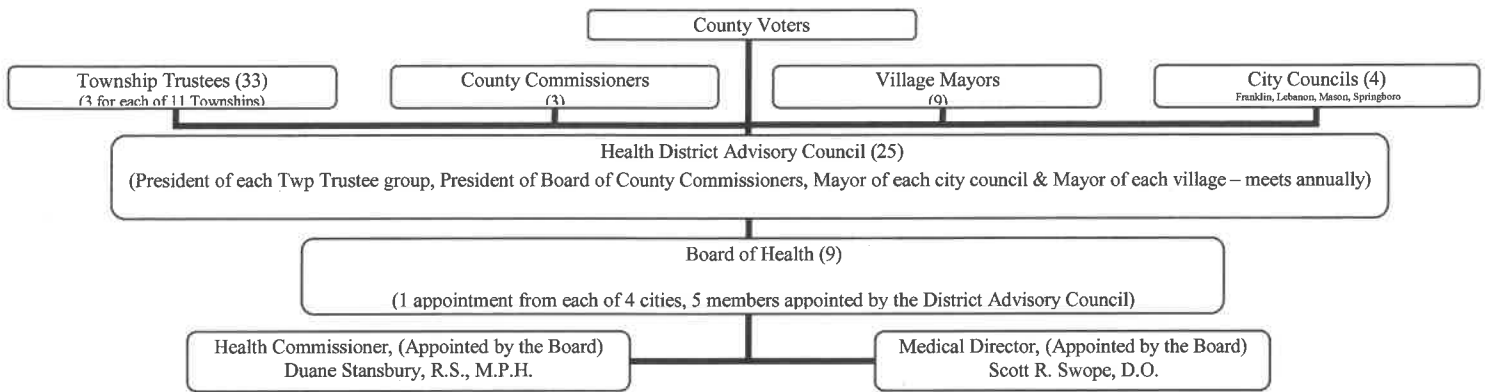 County Voters
Township Trustees (33)
(3 for each of 11 Townships)
County Commissioners
(3)
Village Mayors
(9)
City Councils (4)
Franklin, Lebanon, Mason, Springboro
Health District Advisory Council (25)
(President of each Twp Trustee group, President of Board of County Commissioners, Mayor of each city council & Mayor of each village – meets annually)
Board of Health (9)
(1 appointment from each of 4 cities, 5 members appointed by the District Advisory Council)
Health Commissioner, (Appointed by the Board)
Duane Stansbury, R.S., M.P.H.
Medical Director, (Appointed by the Board)
Scott R. Swope, D.O.